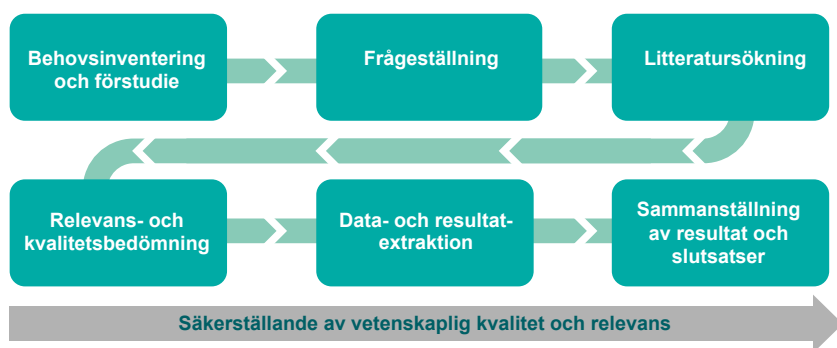 Behovsinventering
och förstudie
Frågeställning
Litteratursökning
Relevans- och
kvalitetsbedömning
Data- och resultat-
extraktion
Sammanställning
av resultat och
slutsatser
Säkerställande av vetenskaplig kvalitet och relevans